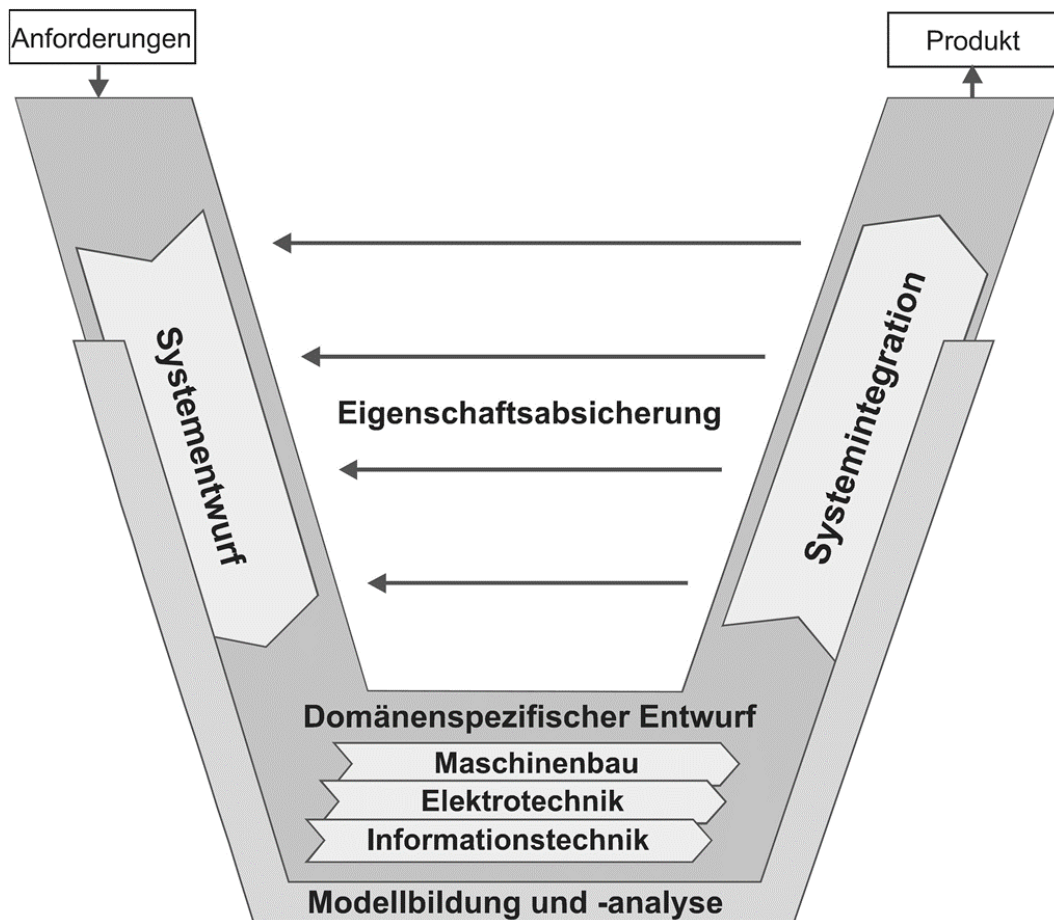 Anforderungen
Produkt
Systementwurf
Eigenschaftsabsicherung
Systemintegration
Domänenspezifischer Entwurf
Maschinenbau
Elektrotechnik
Informationstechnik
Modellbildung und -analyse